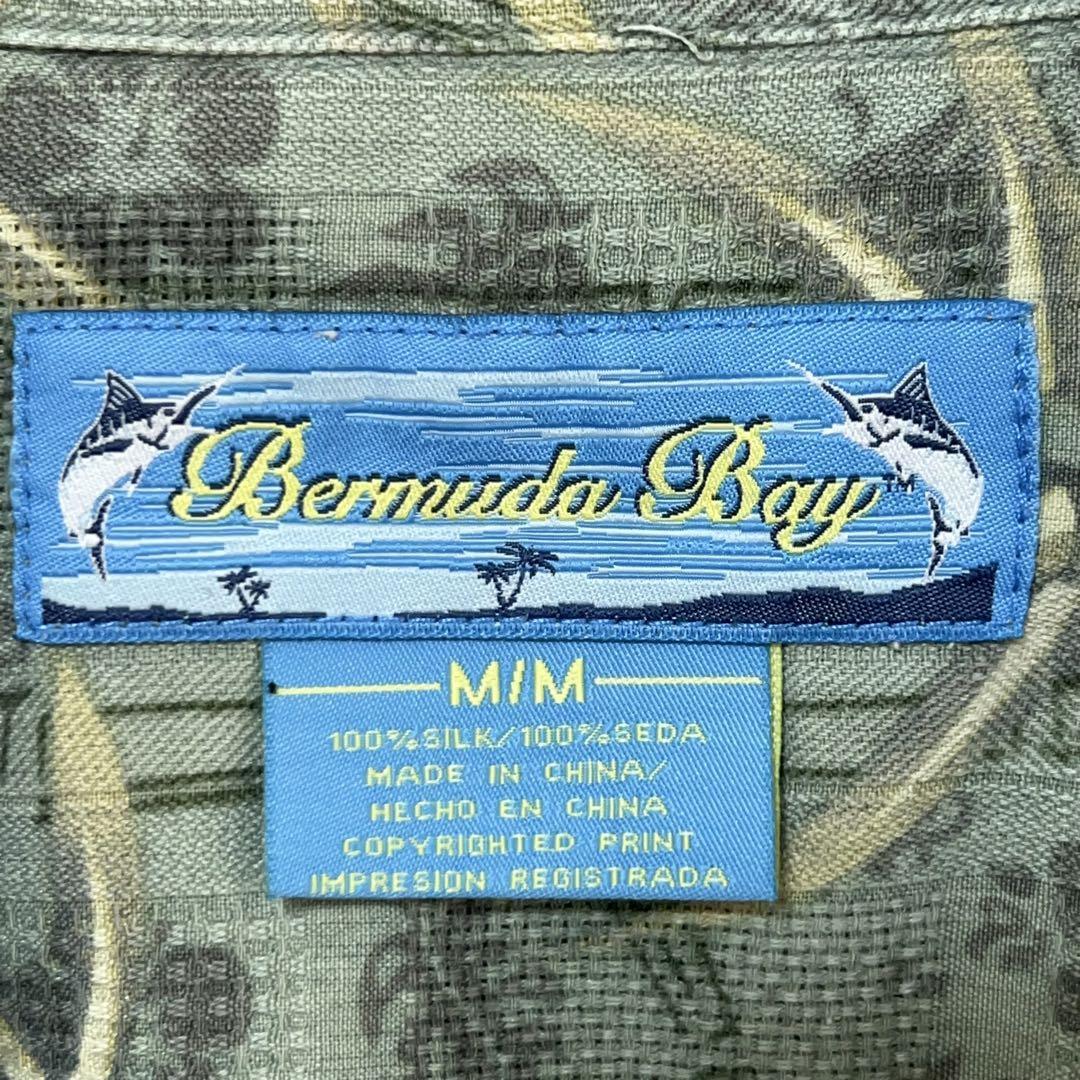 Bermuda Bay™
M/M
100%SILK/100%SEDA
MADE IN CHINA/
HECHO EN CHINA
COPYRIGHTED PRINT
IMPRESION REGISTRADA